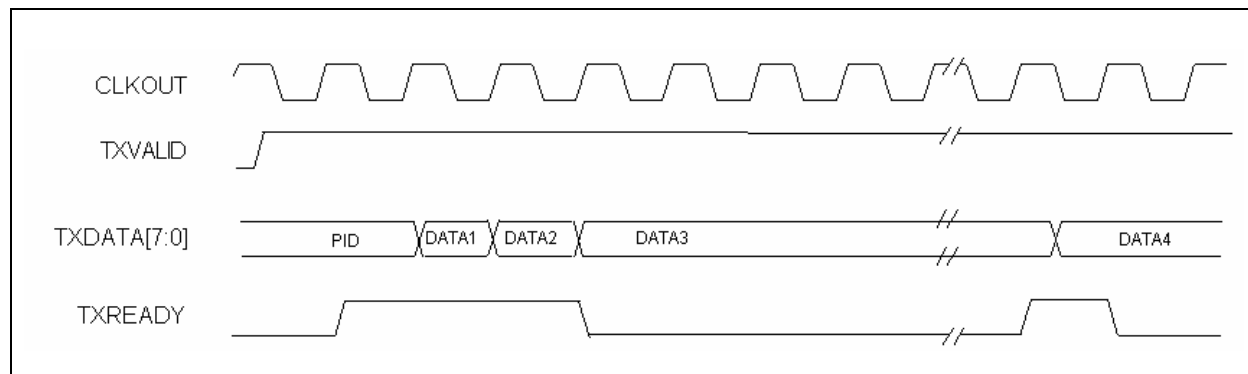 CLKOUT
TXVALID
TXDATA[7:0]
PID DATA1 DATA2 DATA3 DATA4
TXREADY